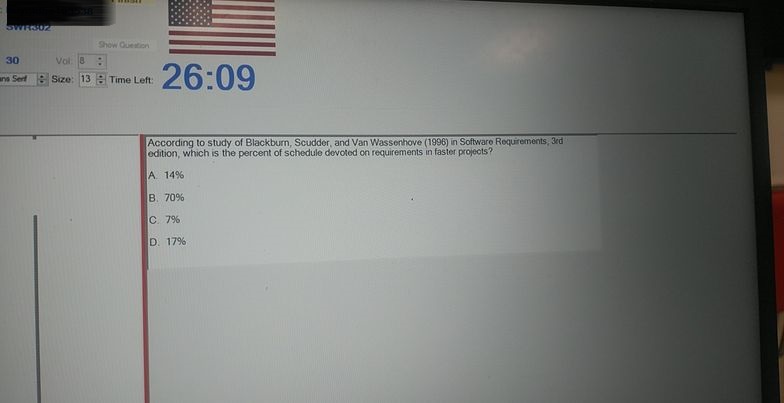 SWR302
Show Question
30
Vol: 8
Size: 13 Time Left: 26:09
According to study of Blackburn, Scudder, and Van Wassenhove (1996) in Software Requirements, 3rd
edition, which is the percent of schedule devoted on requirements in faster projects?
A. 14%
B. 70%
C. 7%
D. 17%